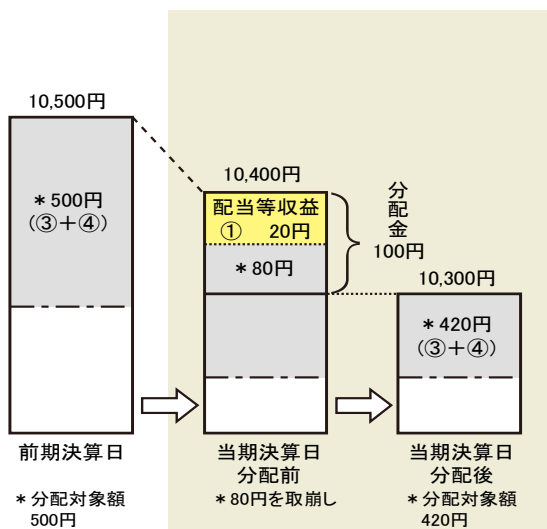 10,500円
＊500円
（③＋④）
前期決算日
＊分配対象額
500円
10,400円
配当等収益
① 20円
＊80円
分配金
100円
当期決算日
分配前
＊80円を取崩し
10,300円
＊420円
（③＋④）
当期決算日
分配後
＊分配対象額
420円